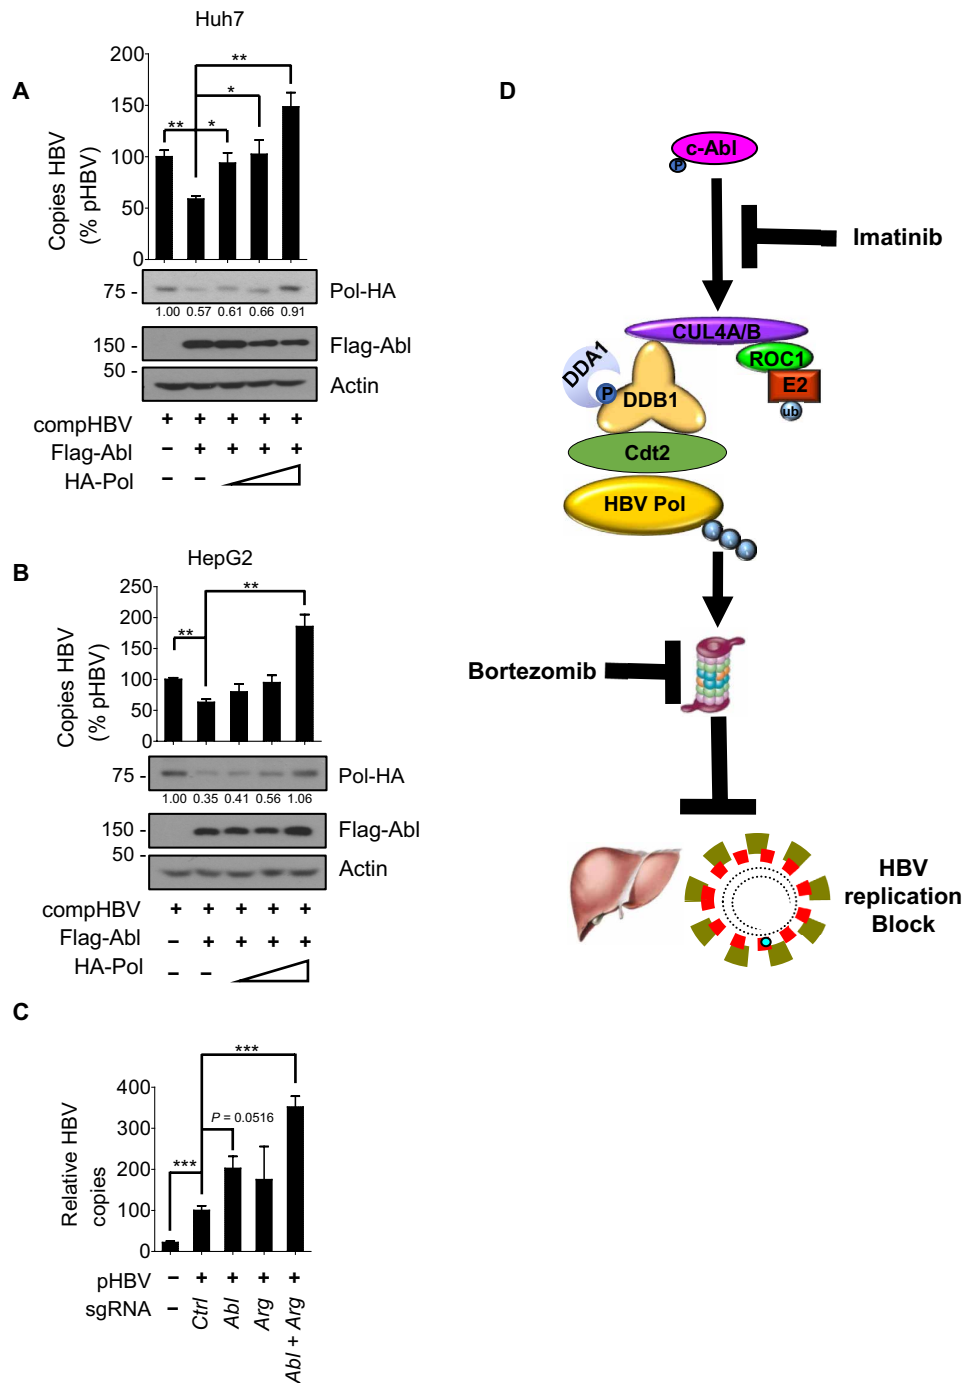 A
Huh7
Copies HBV
(% pHBV)
200
150
100
50
0
** * * **
75 -
Pol-HA
1.00 0.57 0.61 0.66 0.91
150 -
Flag-Abl
50 -
Actin
compHBV + + + + +
Flag-Abl – + + + +
HA-Pol – –
B
HepG2
Copies HBV
(% pHBV)
250
200
150
100
50
0
** **
75 -
Pol-HA
1.00 0.35 0.41 0.56 1.06
150 -
Flag-Abl
50 -
Actin
compHBV + + + + +
Flag-Abl – + + + +
HA-Pol – –
C
Relative HBV
copies
400
300
200
100
0
***
P = 0.0516
***
pHBV – + + + +
sgRNA – Ctrl Abl Arg Abl + Arg
D
c-Abl
P
Imatinib
CUL4A/B
ROC1
E2
ub
DDA1
P
DDB1
Cdt2
HBV Pol
Bortezomib
HBV
replication
Block